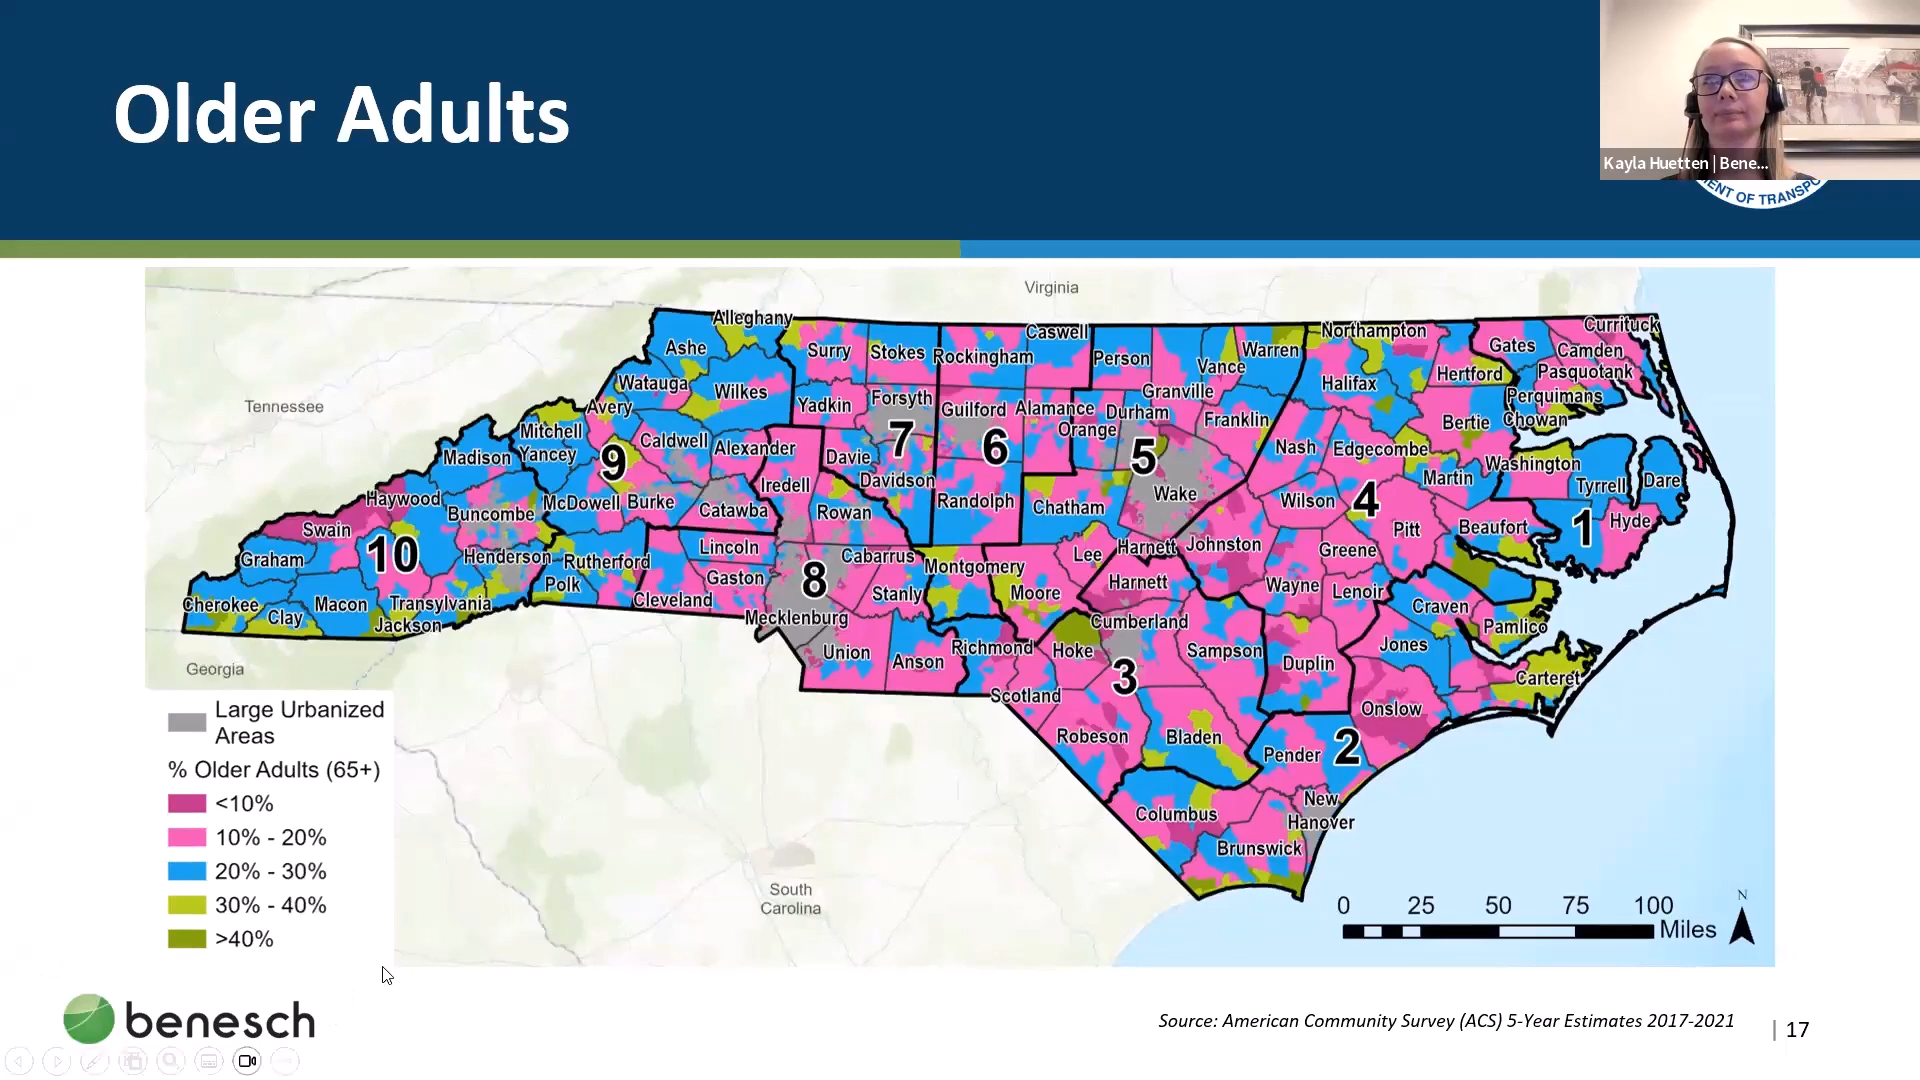 Older Adults
Kayla Huetten | Bene...
ENT OF TRANSPO
Virginia
Tennessee
Georgia
South
Carolina
Alleghany
Ashe
Surry
Stokes
Rockingham
Caswell
Person
Vance
Warren
Northampton
Gates
Currituck
Camden
Pasquotank
Perquimans
Chowan
Hertford
Halifax
Granville
Watauga
Wilkes
Yadkin
Forsyth
Guilford
Alamance
Orange
Durham
Franklin
Nash
Edgecombe
Bertie
Martin
Washington
Tyrrell
Dare
Avery
Mitchell
Yancey
Madison
Caldwell
Alexander
Iredell
Davie
Davidson
Randolph
Chatham
Wake
Wilson
Pitt
Beaufort
Hyde
Haywood
Buncombe
McDowell
Burke
Catawba
Rowan
Swain
Graham
Henderson
Rutherford
Polk
Lincoln
Gaston
Cleveland
Cabarrus
Stanly
Montgomery
Moore
Lee
Harnett
Harnett
Johnston
Greene
Wayne
Lenoir
Craven
Pamlico
Cherokee
Clay
Macon
Jackson
Transylvania
Mecklenburg
Union
Anson
Richmond
Scotland
Hoke
Cumberland
Sampson
Duplin
Jones
Carteret
Onslow
Robeson
Bladen
Pender
New
Hanover
Columbus
Brunswick
1
2
3
4
5
6
7
8
9
10
Large Urbanized
Areas
% Older Adults (65+)
<10%
10% - 20%
20% - 30%
30% - 40%
>40%
0 25 50 75 100
Miles
N
benesch
Source: American Community Survey (ACS) 5-Year Estimates 2017-2021
| 17